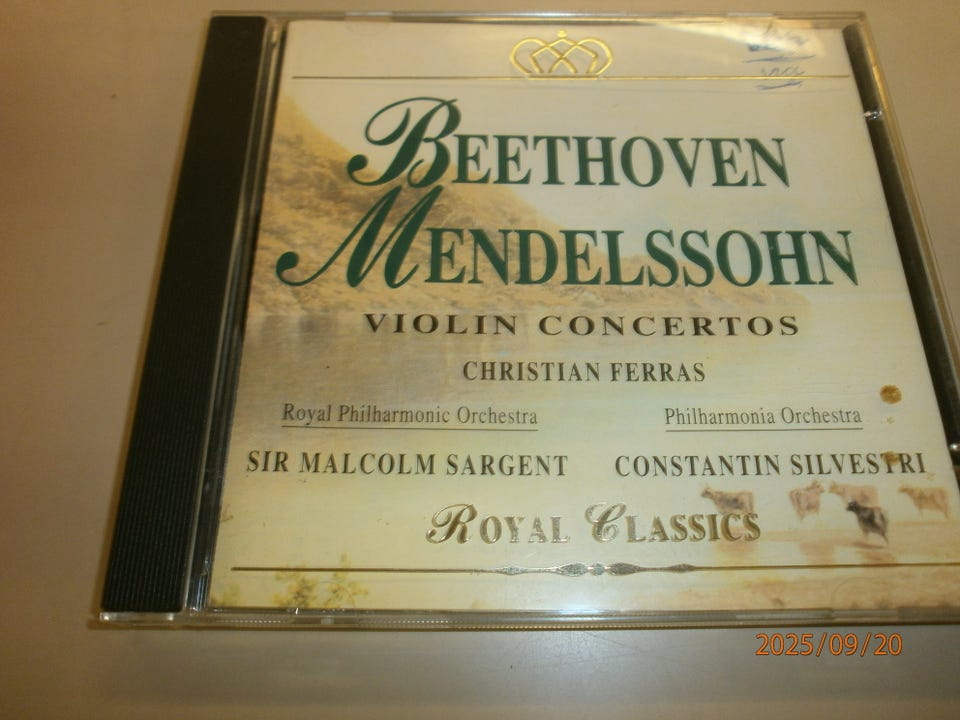 BEETHOVEN
MENDELSSOHN
VIOLIN CONCERTOS
CHRISTIAN FERRAS
Royal Philharmonic Orchestra
Philharmonia Orchestra
SIR MALCOLM SARGENT
CONSTANTIN SILVESTRI
ROYAL CLASSICS
2025/09/20